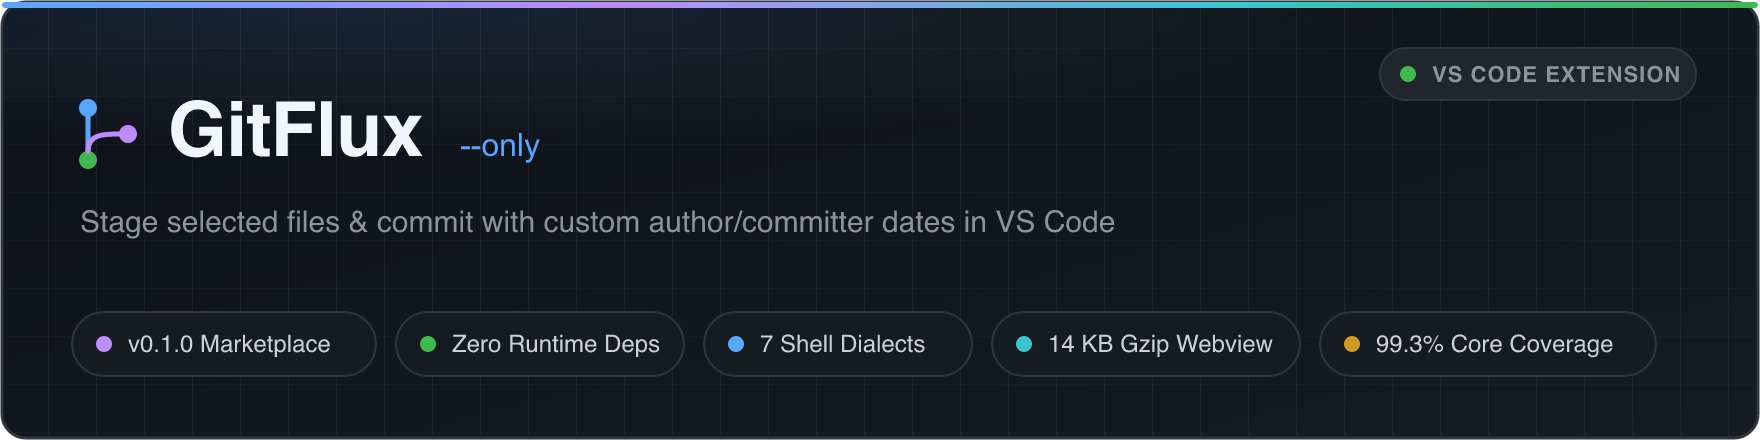 VS CODE EXTENSION
GitFlux --only
Stage selected files & commit with custom author/committer dates in VS Code
v0.1.0 Marketplace
Zero Runtime Deps
7 Shell Dialects
14 KB Gzip Webview
99.3% Core Coverage